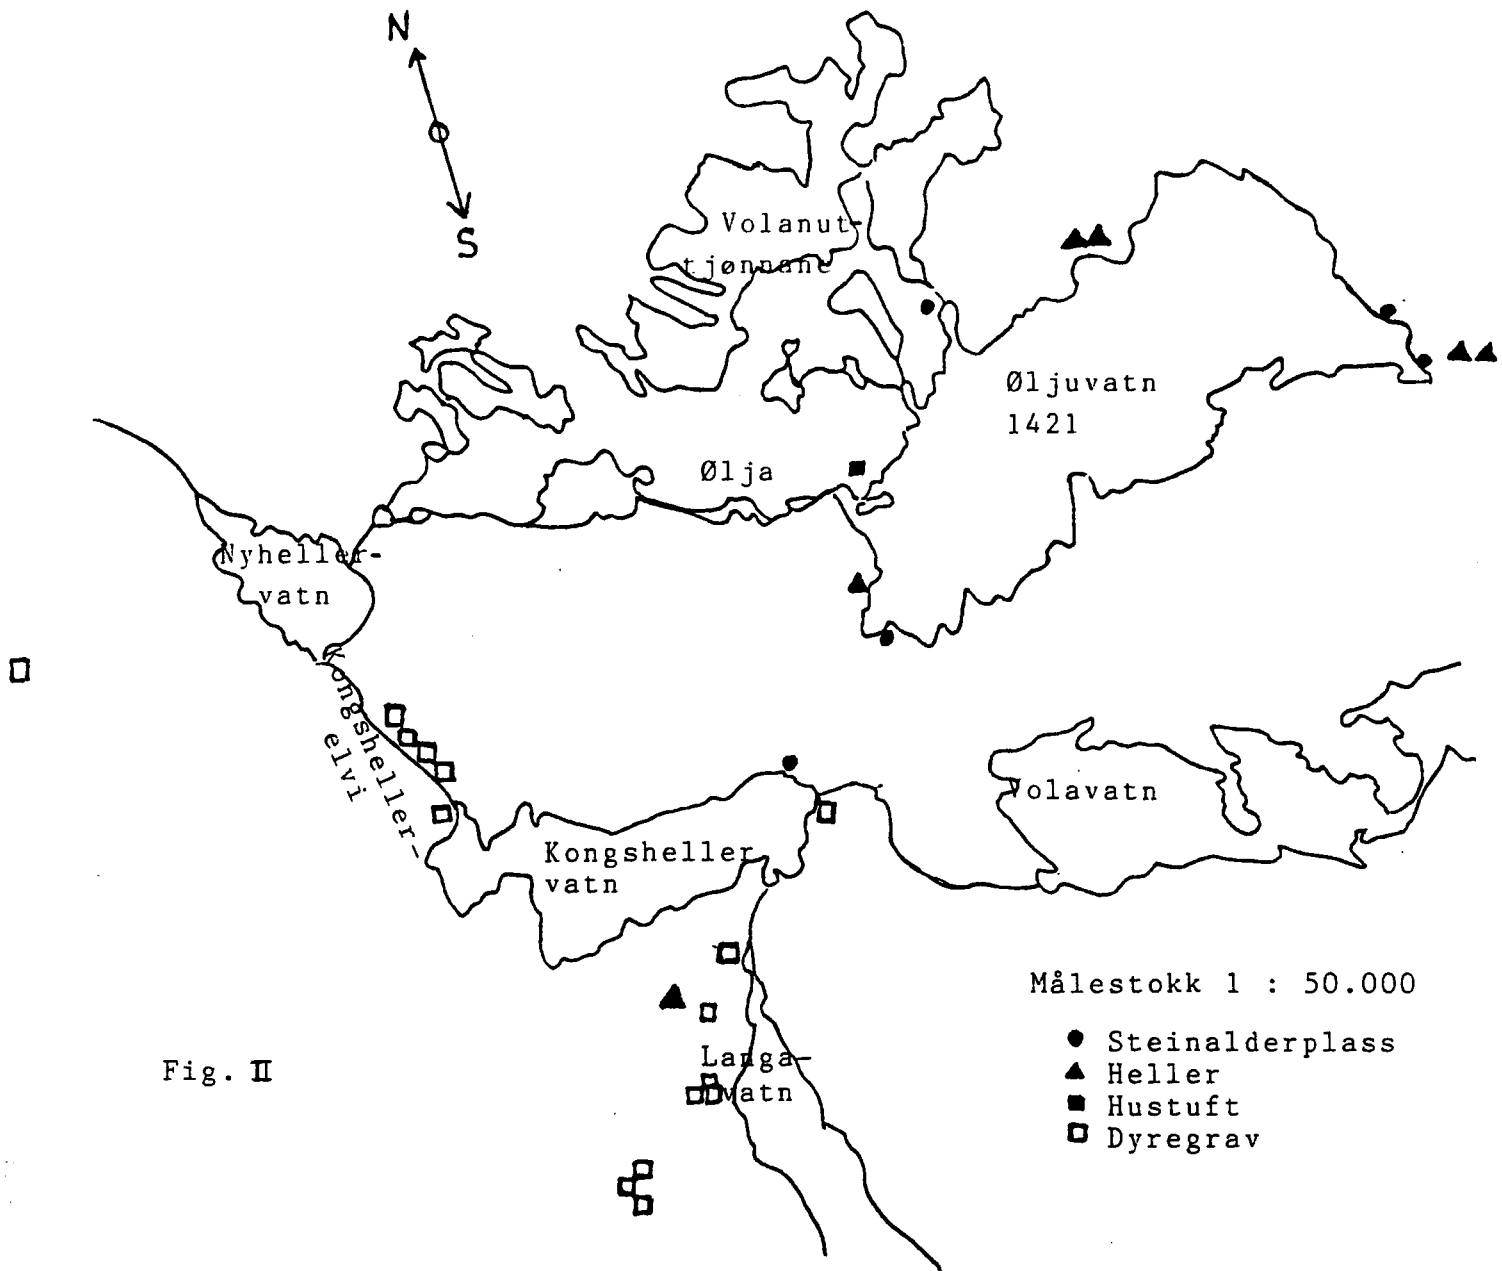 N
S
Volanut-
tjønnane
Øljuvatn
1421
Ølja
Nyheller-
vatn
Kongsheller-
elvi
Volavatn
Kongsheller
vatn
Langa-
vatn
Målestokk 1 : 50.000
Steinalderplass
Heller
Hustuft
Dyregrav
Fig. II